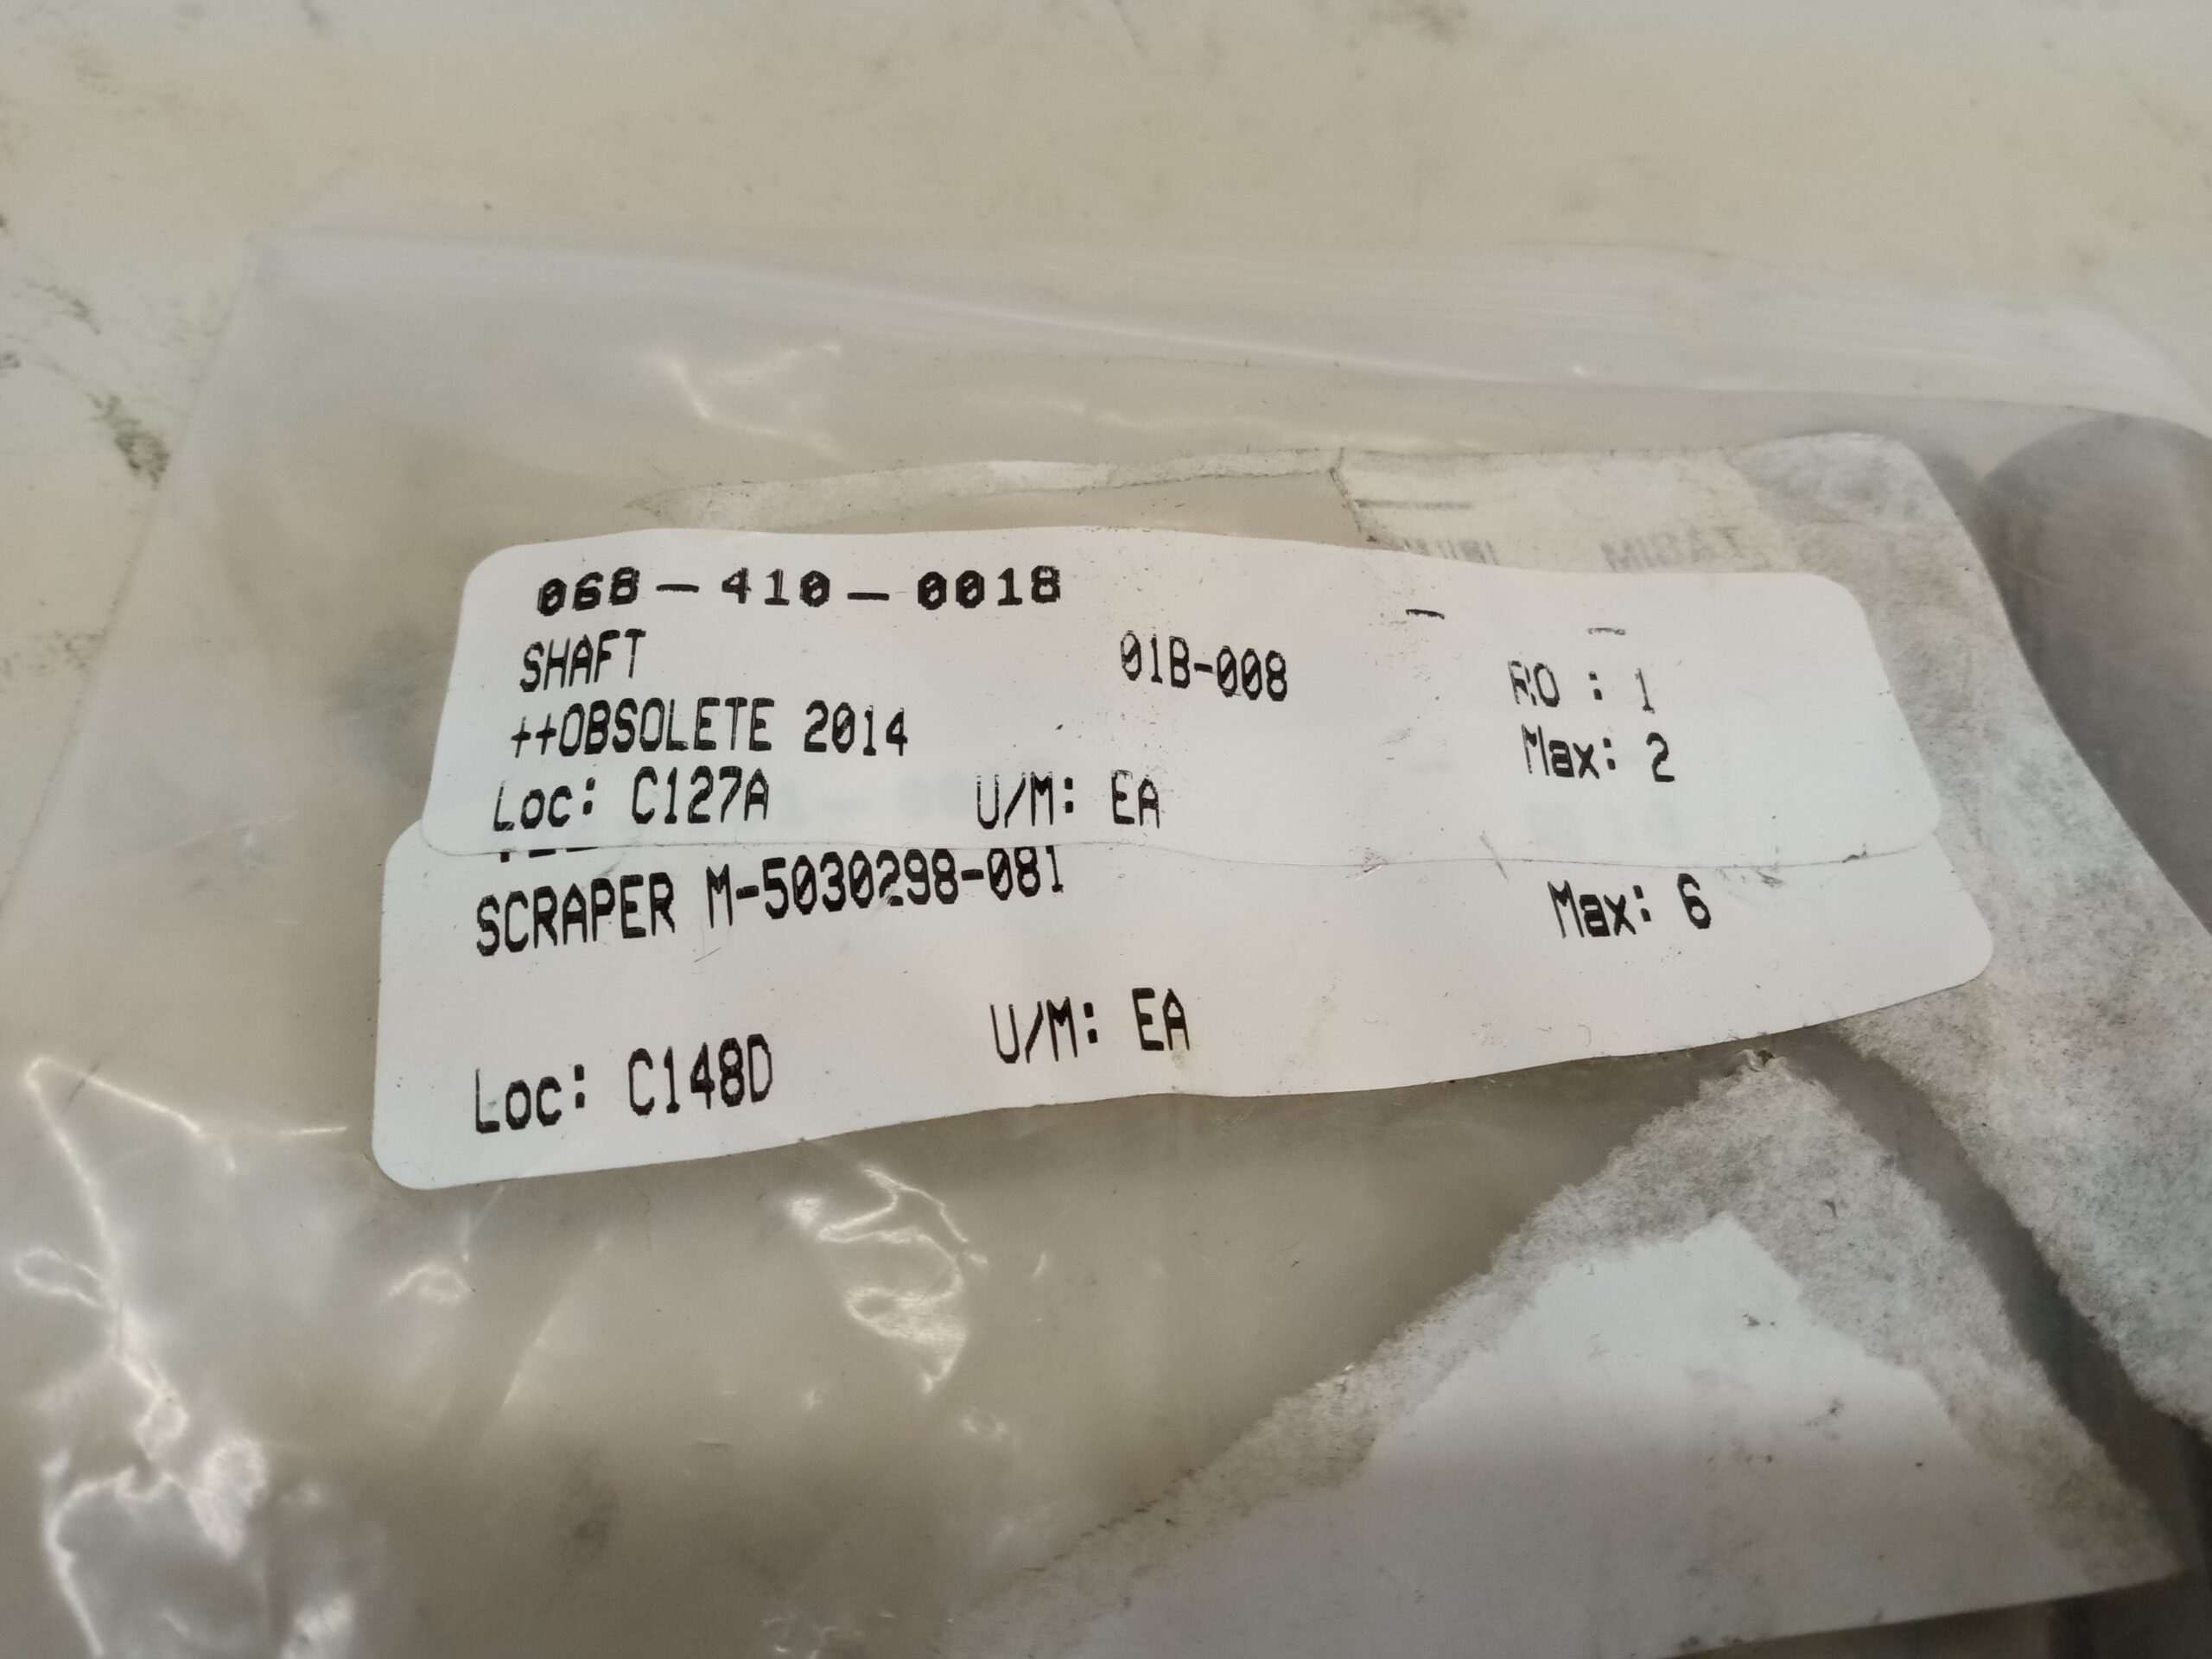 068-410-0018
SHAFT 01B-008 RO : 1
++OBSOLETE 2014 Max: 2
Loc: C127A U/M: EA
SCRAPER M-5030298-081 Max: 6
Loc: C148D U/M: EA